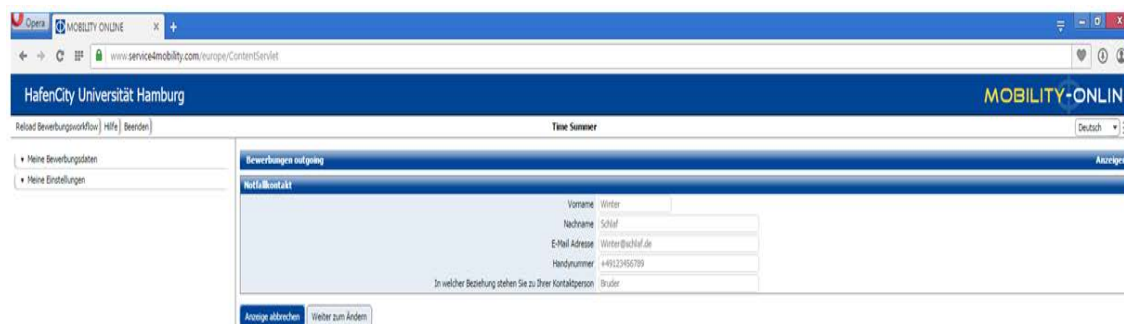 Opera MOBILITY ONLINE
www.service4mobility.com/europe/ContentServlet
HafenCity Universität Hamburg MOBILITY-ONLIN
Reload Bewerbungsworkflow Hilfe Beenden Time Summer Deutsch
Meine Bewerbungsdaten
Meine Einstellungen
Bewerbungen outgoing Anzeigen
Notfallkontakt
Vorname Winter
Nachname Schlaf
E-Mail Adresse Winter@schlaf.de
Handynummer +49123456789
In welcher Beziehung stehen Sie zu Ihrer Kontaktperson Bruder
Anzeige abbrechen Weiter zum Ändern